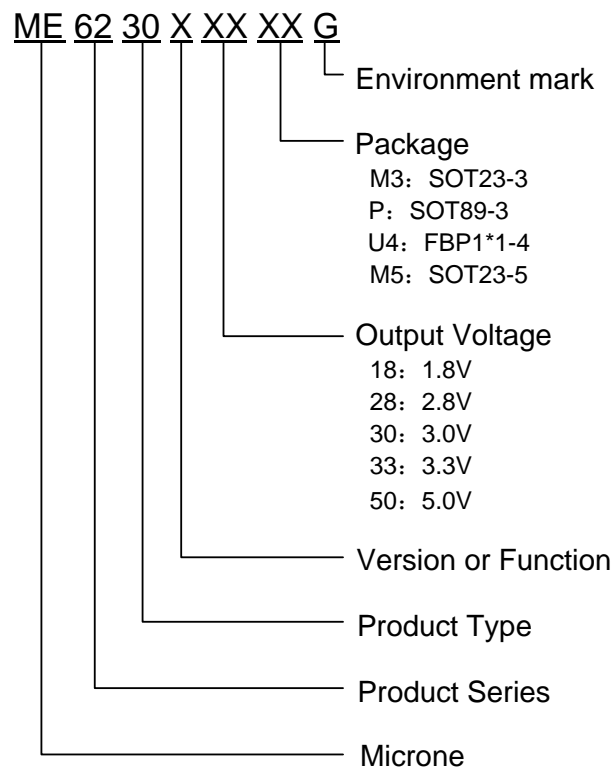 ME 62 30 X XX XX G
Environment mark
Package
M3：SOT23-3
P：SOT89-3
U4：FBP1*1-4
M5：SOT23-5
Output Voltage
18：1.8V
28：2.8V
30：3.0V
33：3.3V
50：5.0V
Version or Function
Product Type
Product Series
Microne